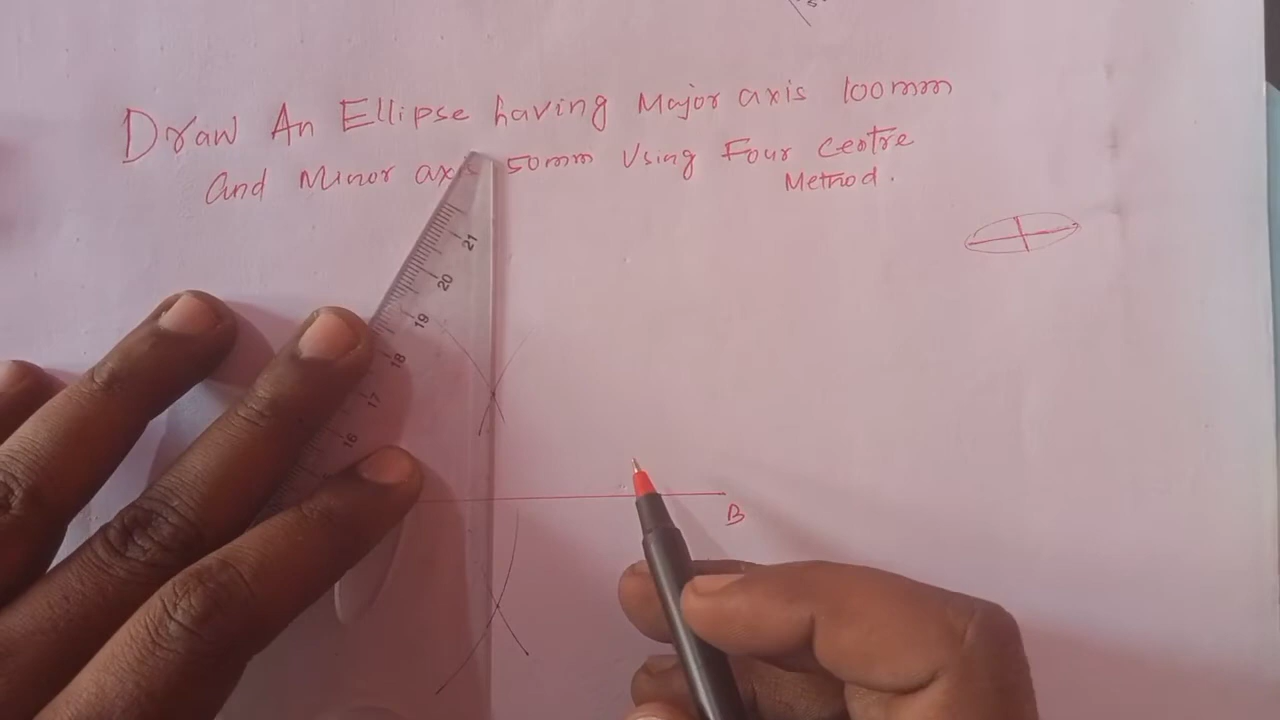 Draw An Ellipse having Major axis 100mm
and Minor axis 50mm Using Four Centre
Method.
21
20
19
18
17
16
B